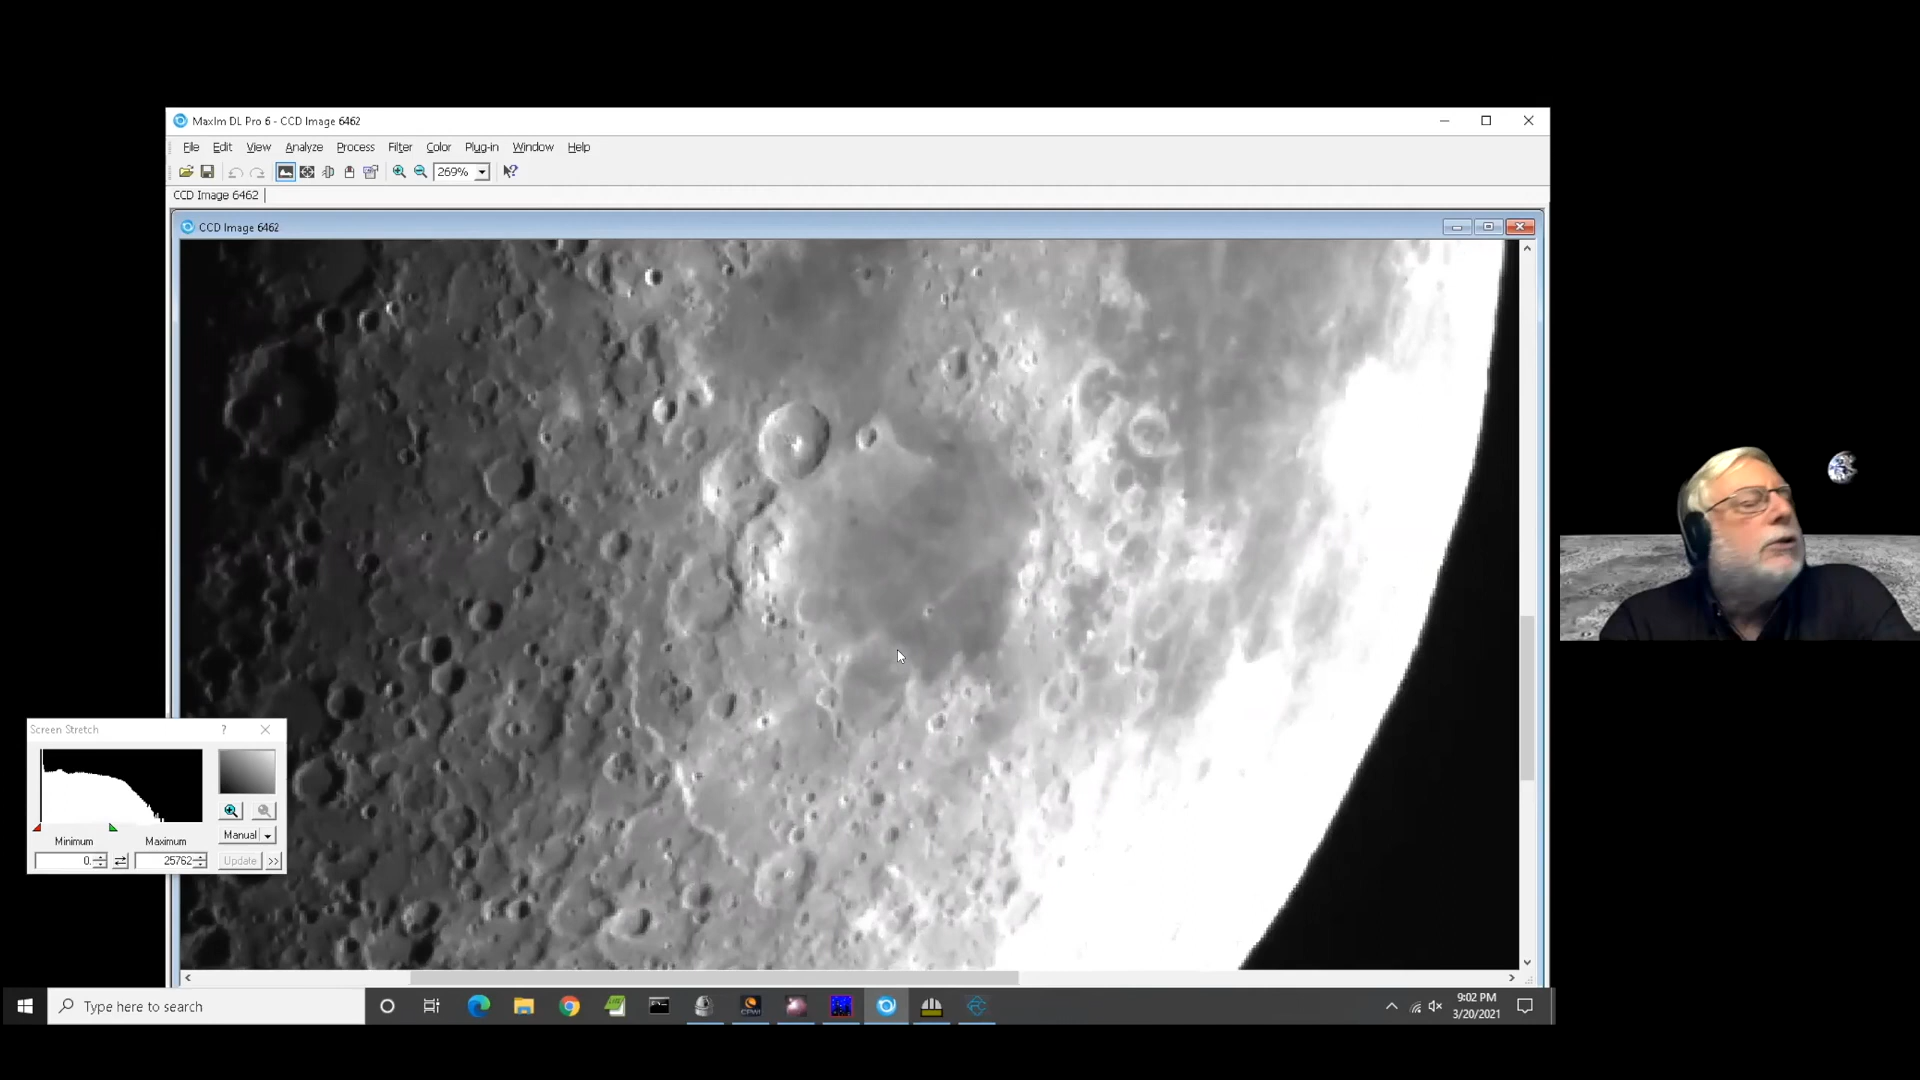 MaxIm DL Pro 6 - CCD Image 6462
File Edit View Analyze Process Filter Color Plug-in Window Help
269%
CCD Image 6462
CCD Image 6462
Screen Stretch ? 
Minimum Maximum
Manual
0. 25762 Update >>
Type here to search
CPWI
9:02 PM
3/20/2021